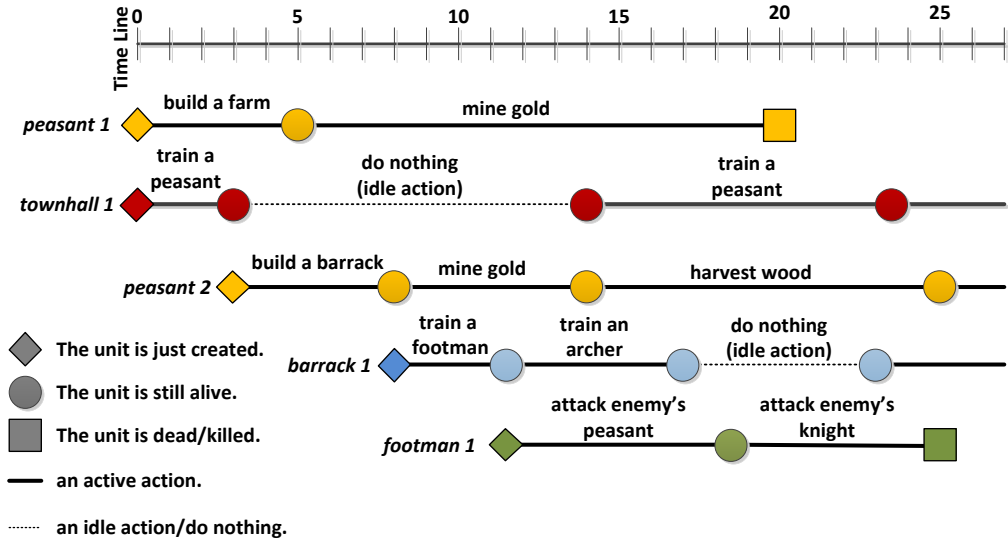 Time Line
0 5 10 15 20 25
build a farm
mine gold
peasant 1
train a
peasant
do nothing
(idle action)
train a
peasant
townhall 1
build a barrack
mine gold
harvest wood
peasant 2
train a
footman
train an
archer
do nothing
(idle action)
barrack 1
attack enemy's
peasant
attack enemy's
knight
footman 1
The unit is just created.
The unit is still alive.
The unit is dead/killed.
an active action.
an idle action/do nothing.